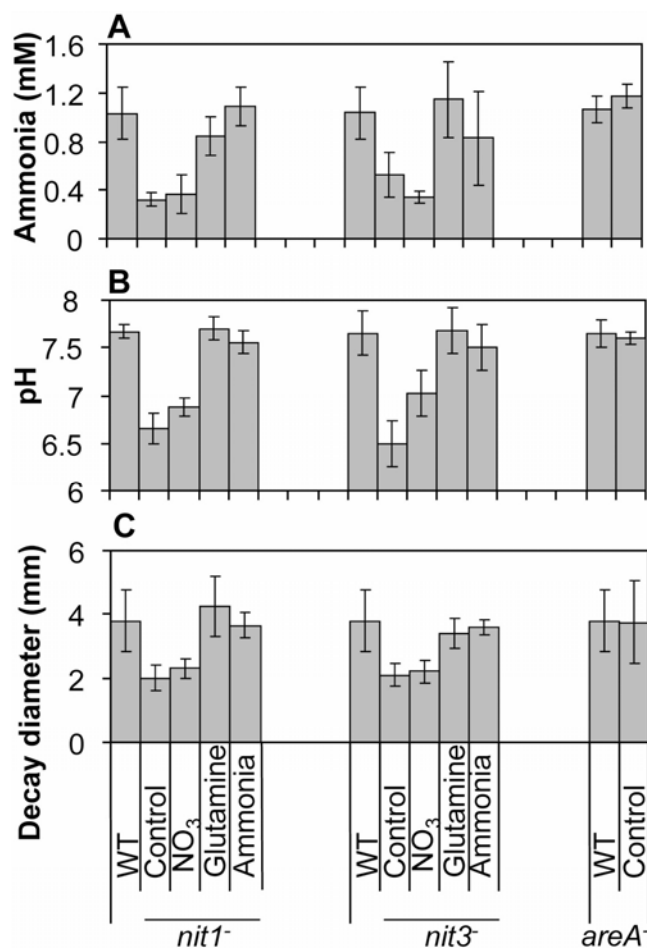 A
Ammonia (mM)
1.6
1.2
0.8
0.4
0
B
pH
8
7.5
7
6.5
6
C
Decay diameter (mm)
6
4
2
0
WT
Control
NO3
Glutamine
Ammonia
WT
Control
NO3
Glutamine
Ammonia
WT
Control
nit1- nit3- areA-